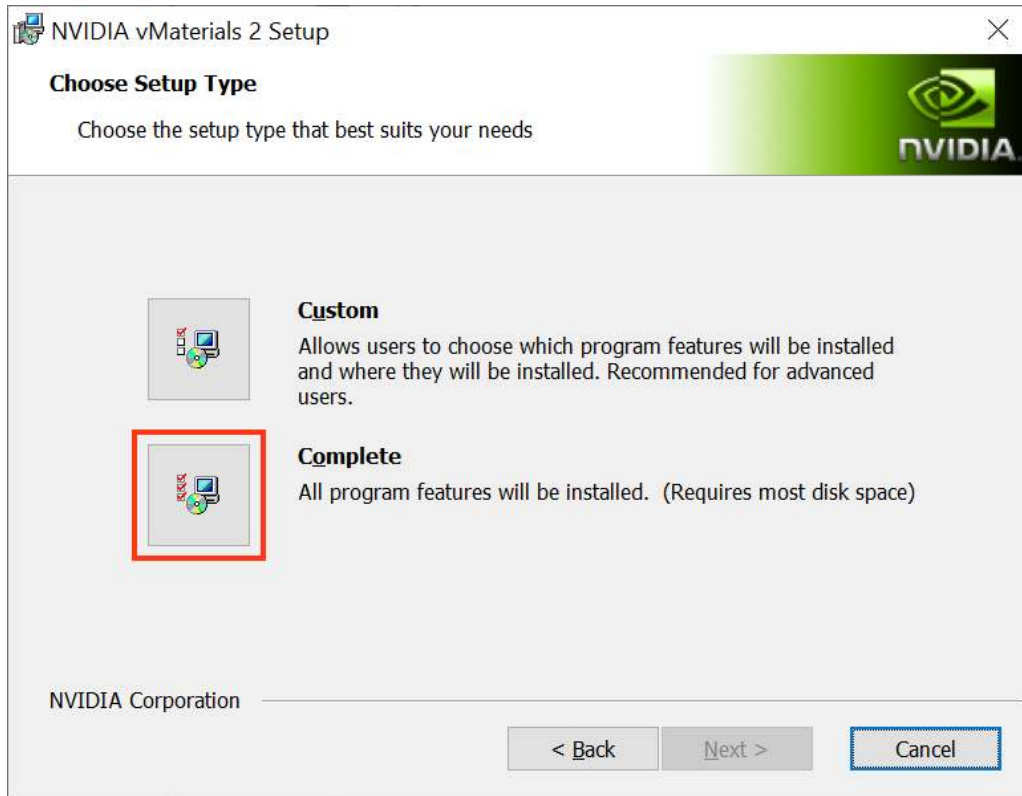 NVIDIA vMaterials 2 Setup
Choose Setup Type
Choose the setup type that best suits your needs
NVIDIA
Custom
Allows users to choose which program features will be installed
and where they will be installed. Recommended for advanced
users.
Complete
All program features will be installed. (Requires most disk space)
NVIDIA Corporation
< Back
Next >
Cancel